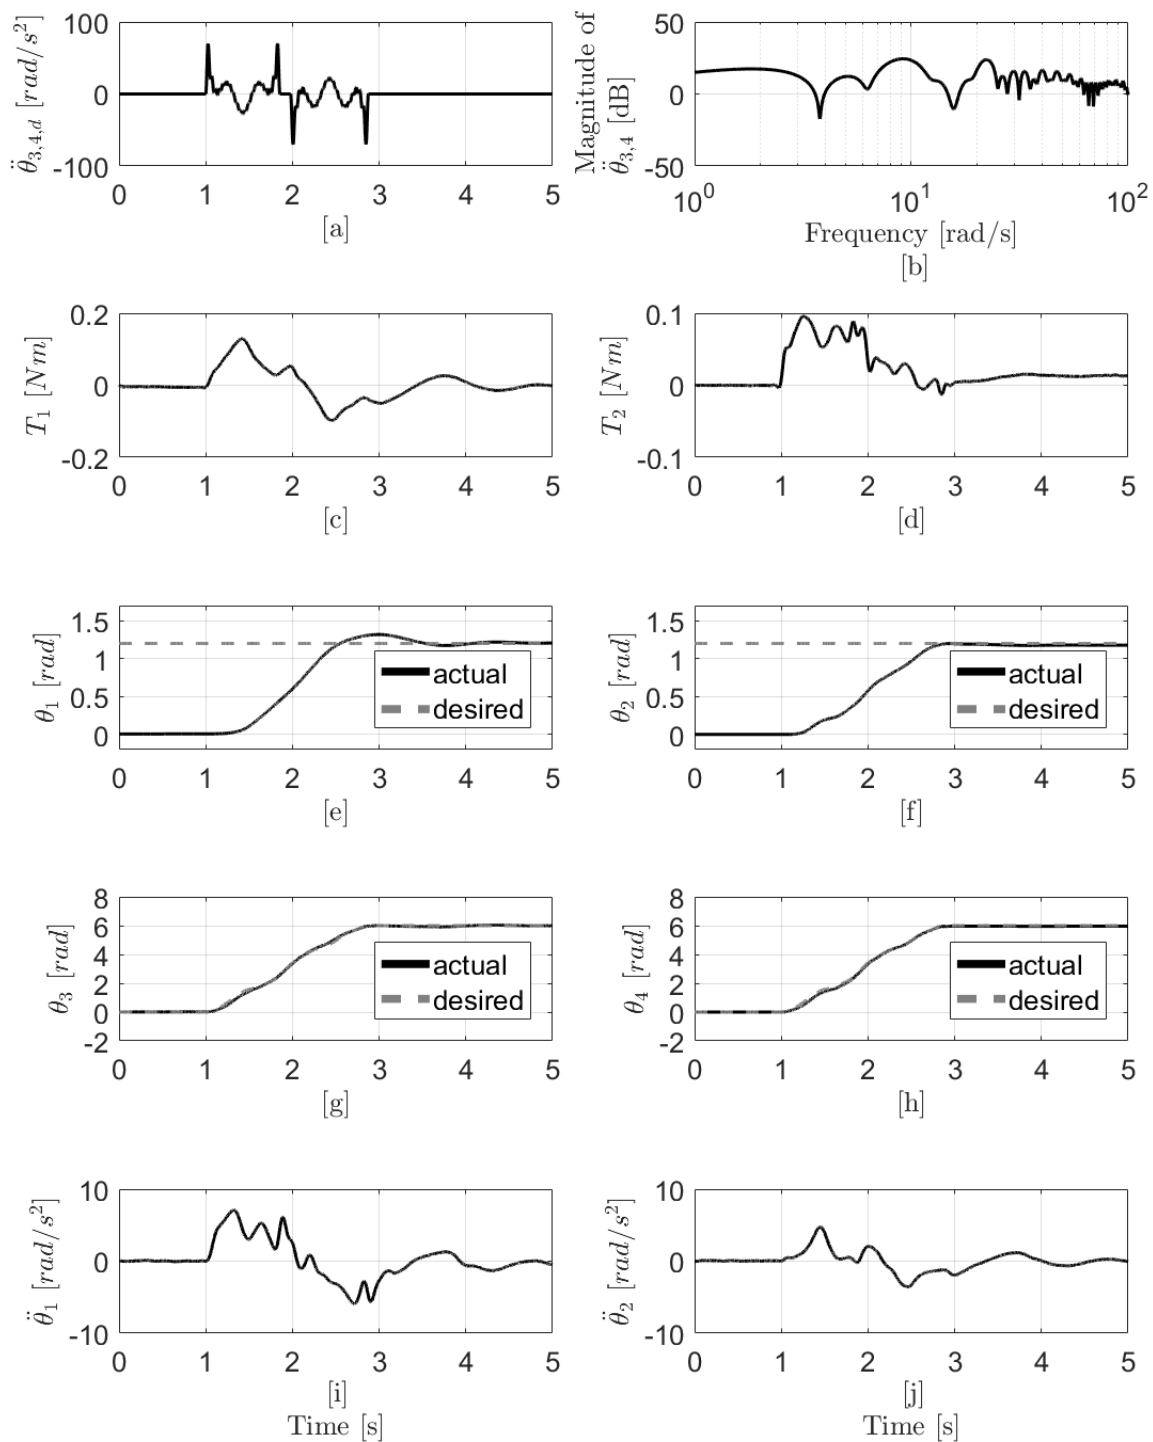 100
0
-100
θ̈₃,₄,d [rad/s²]
0 1 2 3 4 5
[a]
50
0
-50
Magnitude of
θ̈₃,₄ [dB]
10⁰ 10¹ 10²
Frequency [rad/s]
[b]
0.2
0
-0.2
T₁ [Nm]
0 1 2 3 4 5
[c]
0.1
0
-0.1
T₂ [Nm]
0 1 2 3 4 5
[d]
1.5
1
0.5
0
θ₁ [rad]
actual
desired
0 1 2 3 4 5
[e]
1.5
1
0.5
0
θ₂ [rad]
actual
desired
0 1 2 3 4 5
[f]
8
6
4
2
0
-2
θ₃ [rad]
actual
desired
0 1 2 3 4 5
[g]
8
6
4
2
0
-2
θ₄ [rad]
actual
desired
0 1 2 3 4 5
[h]
10
0
-10
θ̈₁ [rad/s²]
0 1 2 3 4 5
[i]
Time [s]
10
0
-10
θ̈₂ [rad/s²]
0 1 2 3 4 5
[j]
Time [s]